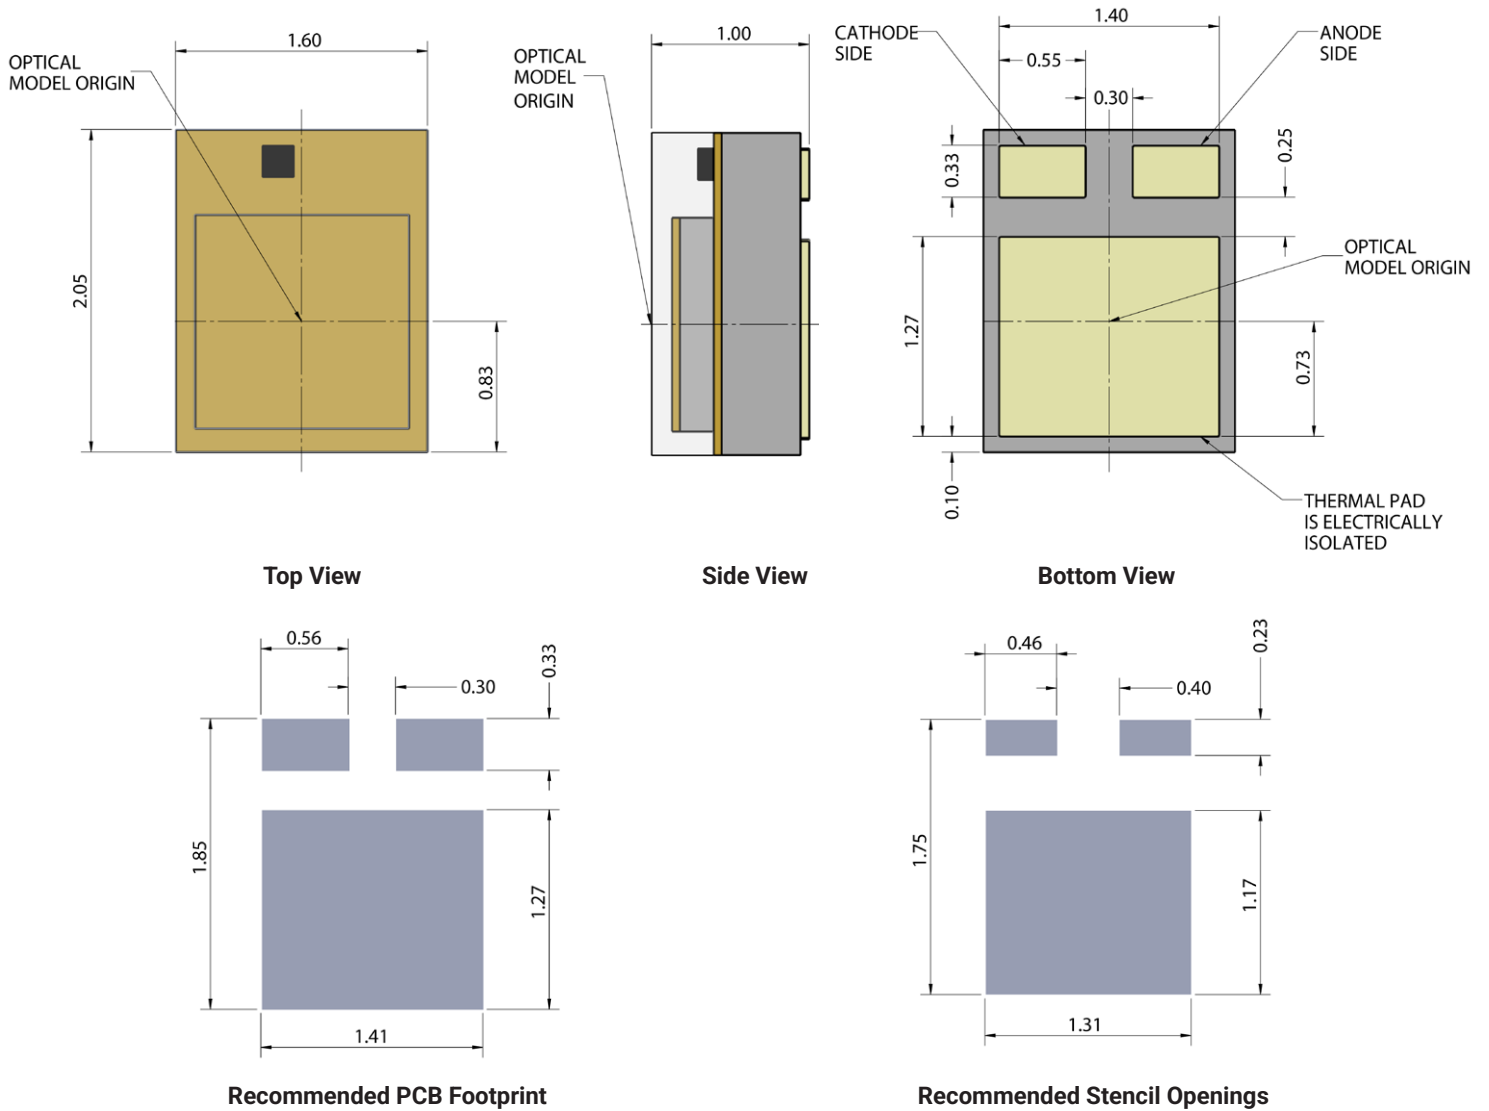 1.60
OPTICAL
MODEL ORIGIN
2.05
0.83
Top View
1.00
OPTICAL
MODEL
ORIGIN
Side View
1.40
CATHODE
SIDE
ANODE
SIDE
0.55
0.30
0.33
0.25
OPTICAL
MODEL ORIGIN
1.27
0.73
0.10
THERMAL PAD
IS ELECTRICALLY
ISOLATED
Bottom View
0.56
0.33
0.30
1.85
1.27
1.41
Recommended PCB Footprint
0.46
0.23
0.40
1.75
1.17
1.31
Recommended Stencil Openings